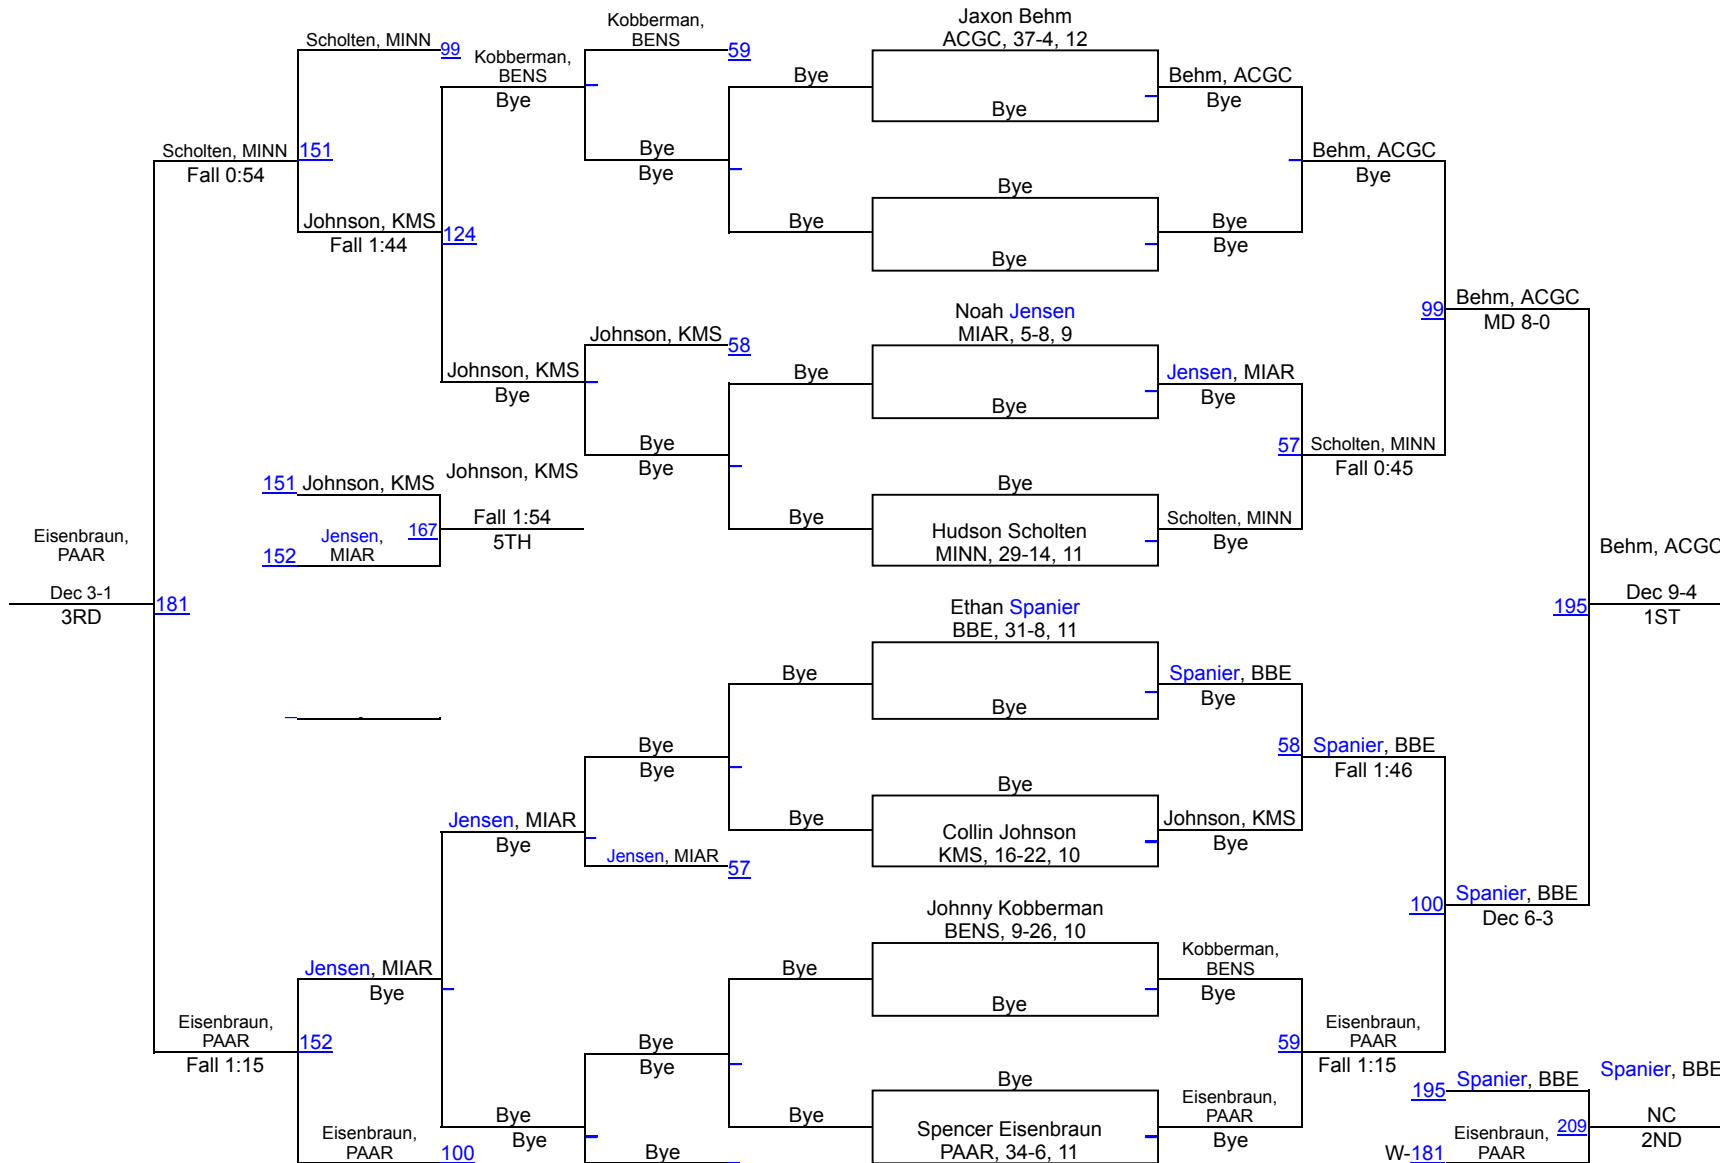 Jaxon Behm
ACGC, 37-4, 12
Kobberman,
BENS
59
Scholten, MINN
99
Kobberman,
BENS
Bye
Bye
Bye
Behm, ACGC
Bye
Bye
Bye
Scholten, MINN
151
Fall 0:54
Behm, ACGC
Bye
Bye
Bye
Bye
Bye
Bye
Johnson, KMS
Fall 1:44
124
Noah Jensen
MIAR, 5-8, 9
Johnson, KMS
58
99
Behm, ACGC
MD 8-0
Johnson, KMS
Bye
Bye
Bye
Jensen, MIAR
Bye
Bye
Bye
57
Scholten, MINN
Fall 0:45
151
Johnson, KMS
Johnson, KMS
Bye
Bye
Hudson Scholten
MINN, 29-14, 11
Scholten, MINN
Bye
Fall 1:54
5TH
167
152
Jensen,
MIAR
Eisenbraun,
PAAR
Dec 3-1
3RD
181
Behm, ACGC
195
Dec 9-4
1ST
Ethan Spanier
BBE, 31-8, 11
Bye
Bye
Spanier, BBE
Bye
Bye
Bye
58
Spanier, BBE
Fall 1:46
Bye
Bye
Collin Johnson
KMS, 16-22, 10
Johnson, KMS
Bye
Jensen, MIAR
Bye
Jensen, MIAR
57
Johnny Kobberman
BENS, 9-26, 10
100
Spanier, BBE
Dec 6-3
Jensen, MIAR
Bye
Bye
Bye
Kobberman,
BENS
Bye
Eisenbraun,
PAAR
152
Fall 1:15
Bye
Bye
59
Eisenbraun,
PAAR
Fall 1:15
Bye
Bye
Spencer Eisenbraun
PAAR, 34-6, 11
Eisenbraun,
PAAR
Bye
Bye
Bye
Bye
Eisenbraun,
PAAR
100
195
Spanier, BBE
Spanier, BBE
209
NC
2ND
W-181
Eisenbraun,
PAAR